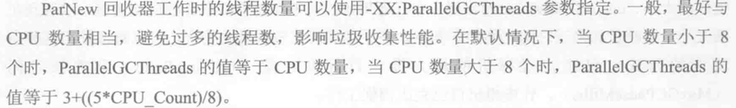 ParNew 回收器工作时的线程数量可以使用-XX:ParallelGCThreads 参数指定。一般，最好与
CPU 数量相当，避免过多的线程数，影响垃圾收集性能。在默认情况下，当 CPU 数量小于 8
个时，ParallelGCThreads 的值等于 CPU 数量，当 CPU 数量大于 8 个时，ParallelGCThreads 的
值等于 3+((5*CPU_Count)/8)。